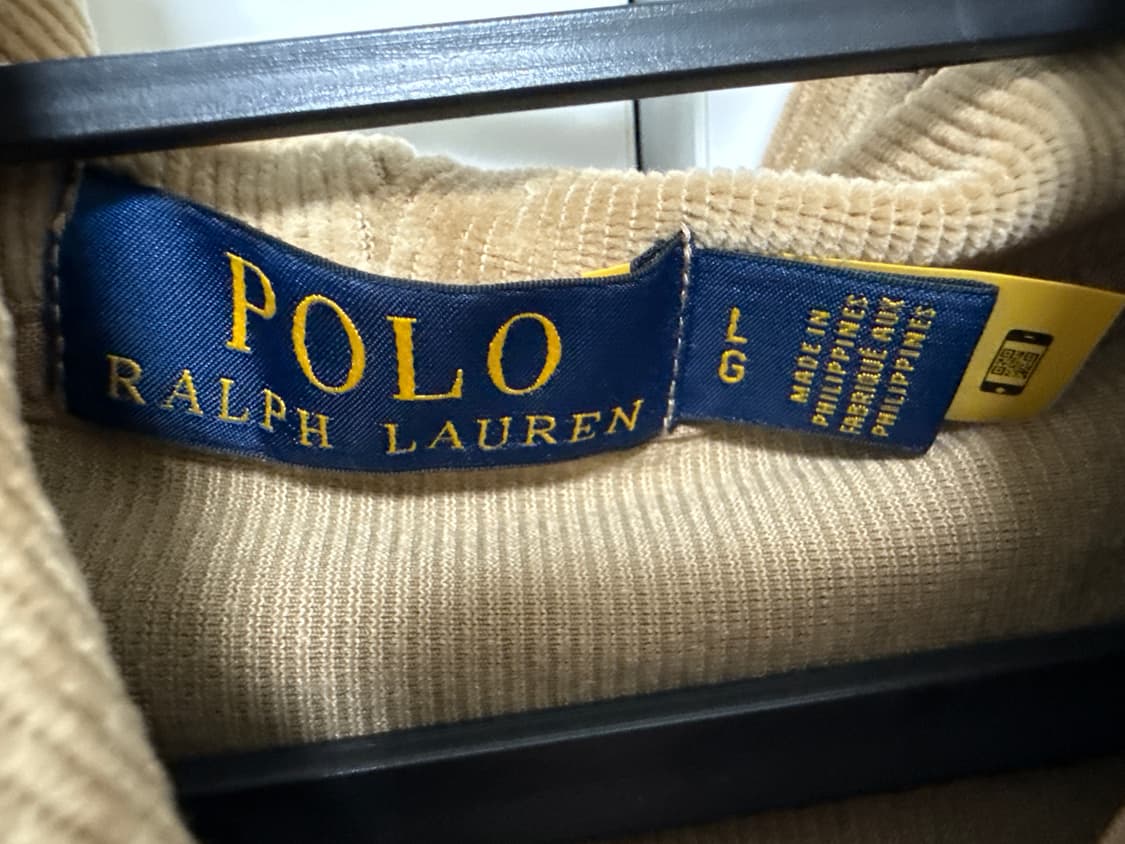 POLO
RALPH LAUREN
L
G
MADE IN
PHILIPPINES
FABRIQUÉ AUX
PHILIPPINES